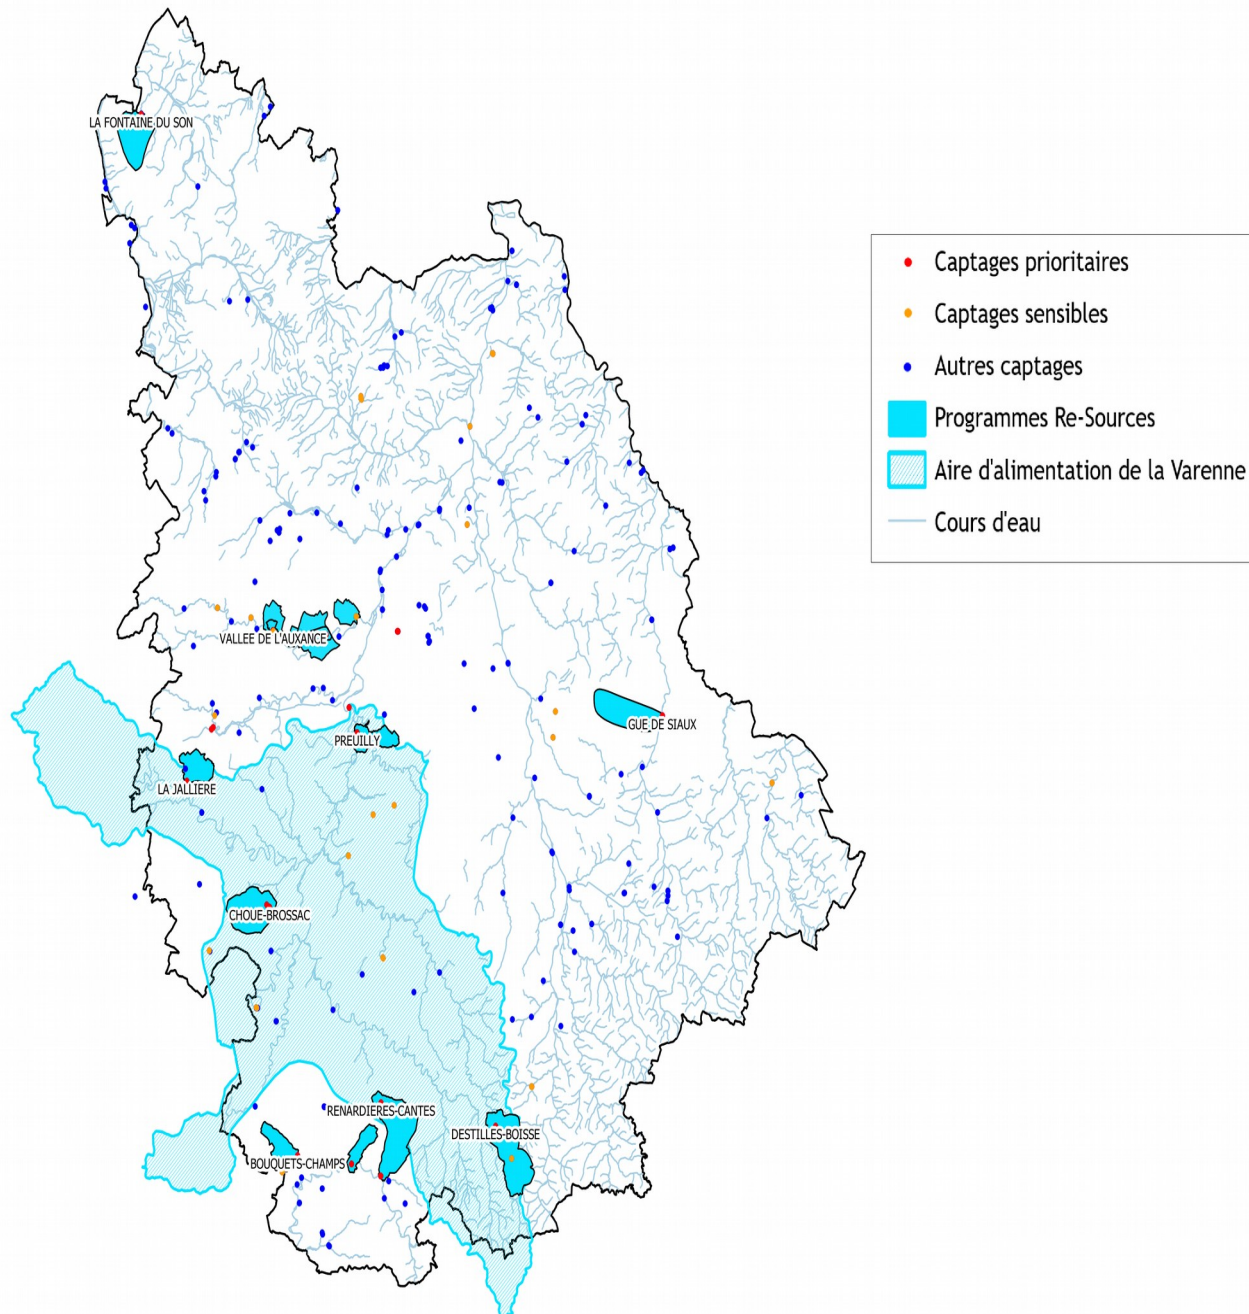 LA FONTAINE DU SON
Captages prioritaires
Captages sensibles
Autres captages
Programmes Re-Sources
Aire d'alimentation de la Varenne
Cours d'eau
VALLEE DE L'AUXANCE
GUE DE SIAUX
PREUILLY
LA JALLIERE
CHOUE-BROSSAC
RENARDIERES-CANTES
DESTILLES-BOISSE
BOUQUETS-CHAMPS